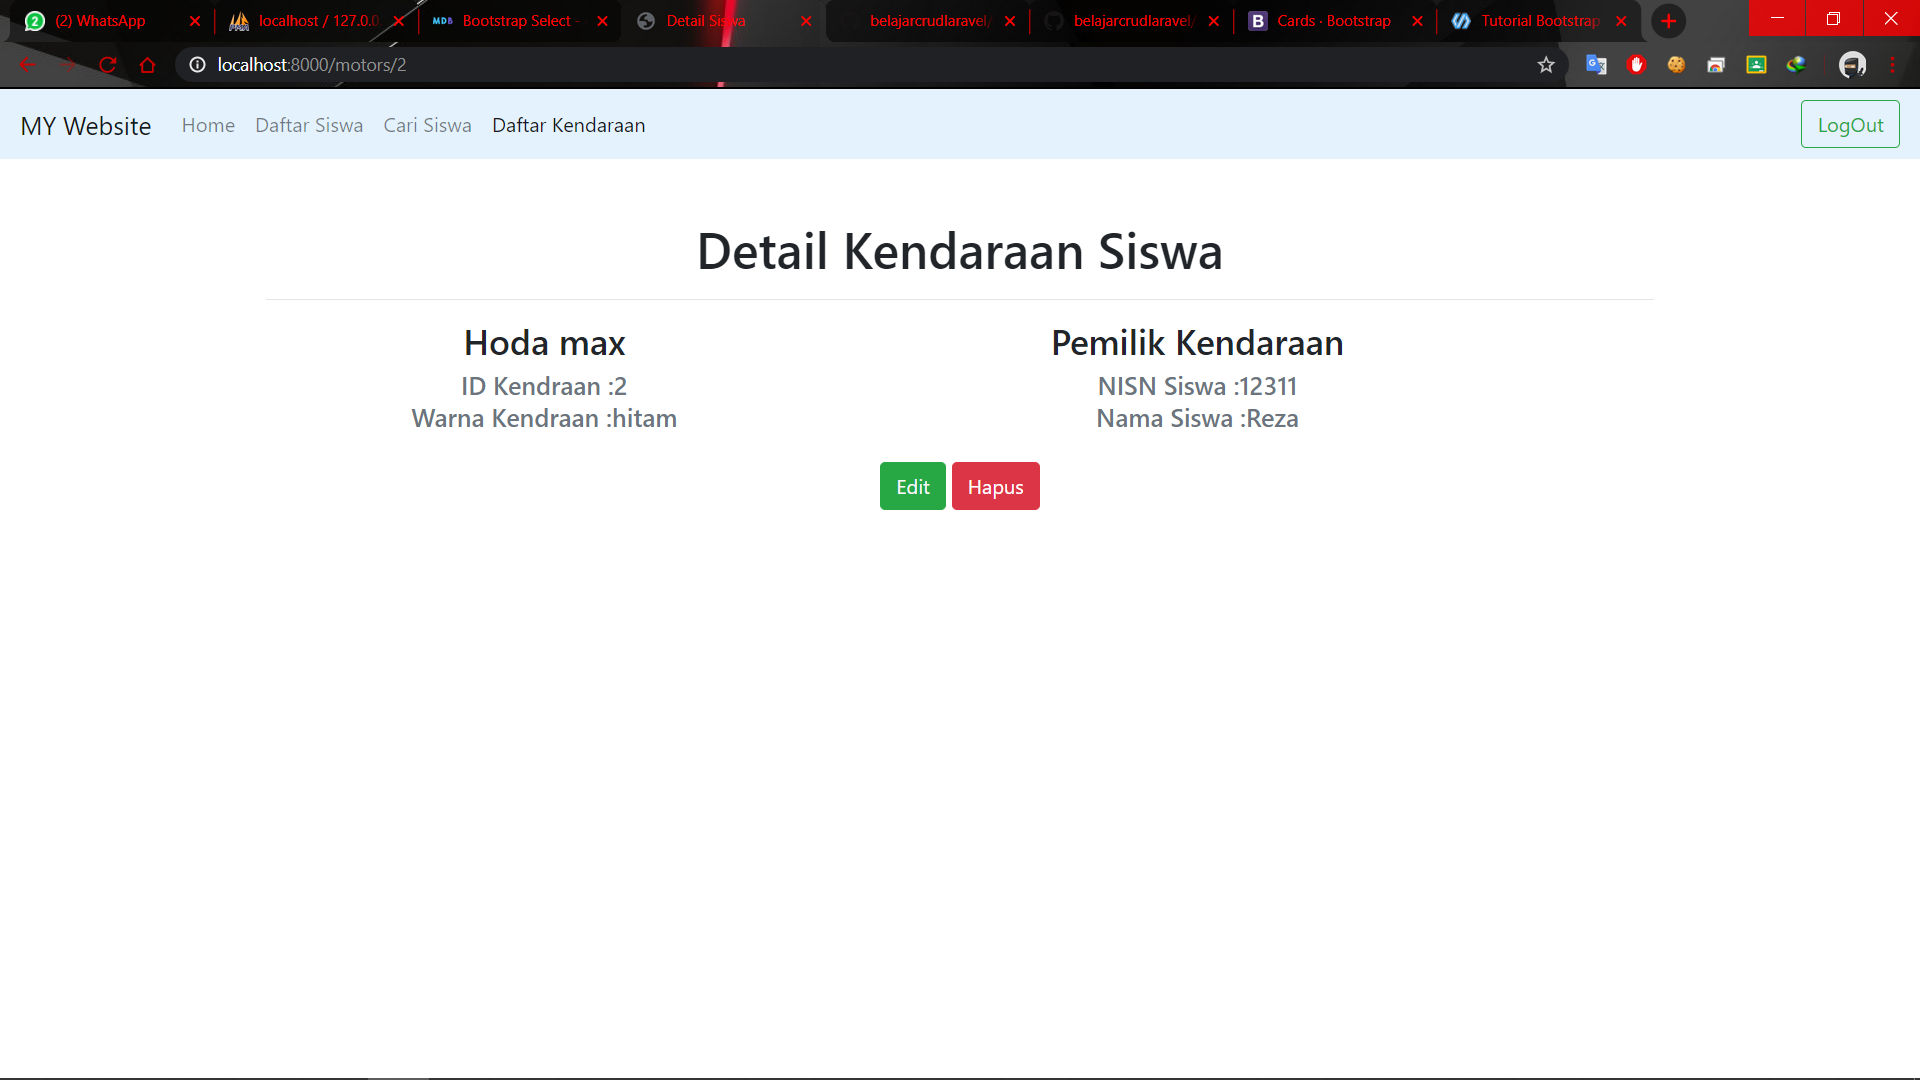 (2) WhatsApp
localhost / 127.0.0
MDB Bootstrap Select -
Detail Siswa
belajarcrudlaravel/
belajarcrudlaravel/
B Cards · Bootstrap
Tutorial Bootstrap
localhost:8000/motors/2
MY Website Home Daftar Siswa Cari Siswa Daftar Kendaraan LogOut
Detail Kendaraan Siswa
Hoda max
ID Kendraan :2
Warna Kendraan :hitam
Pemilik Kendaraan
NISN Siswa :12311
Nama Siswa :Reza
Edit Hapus